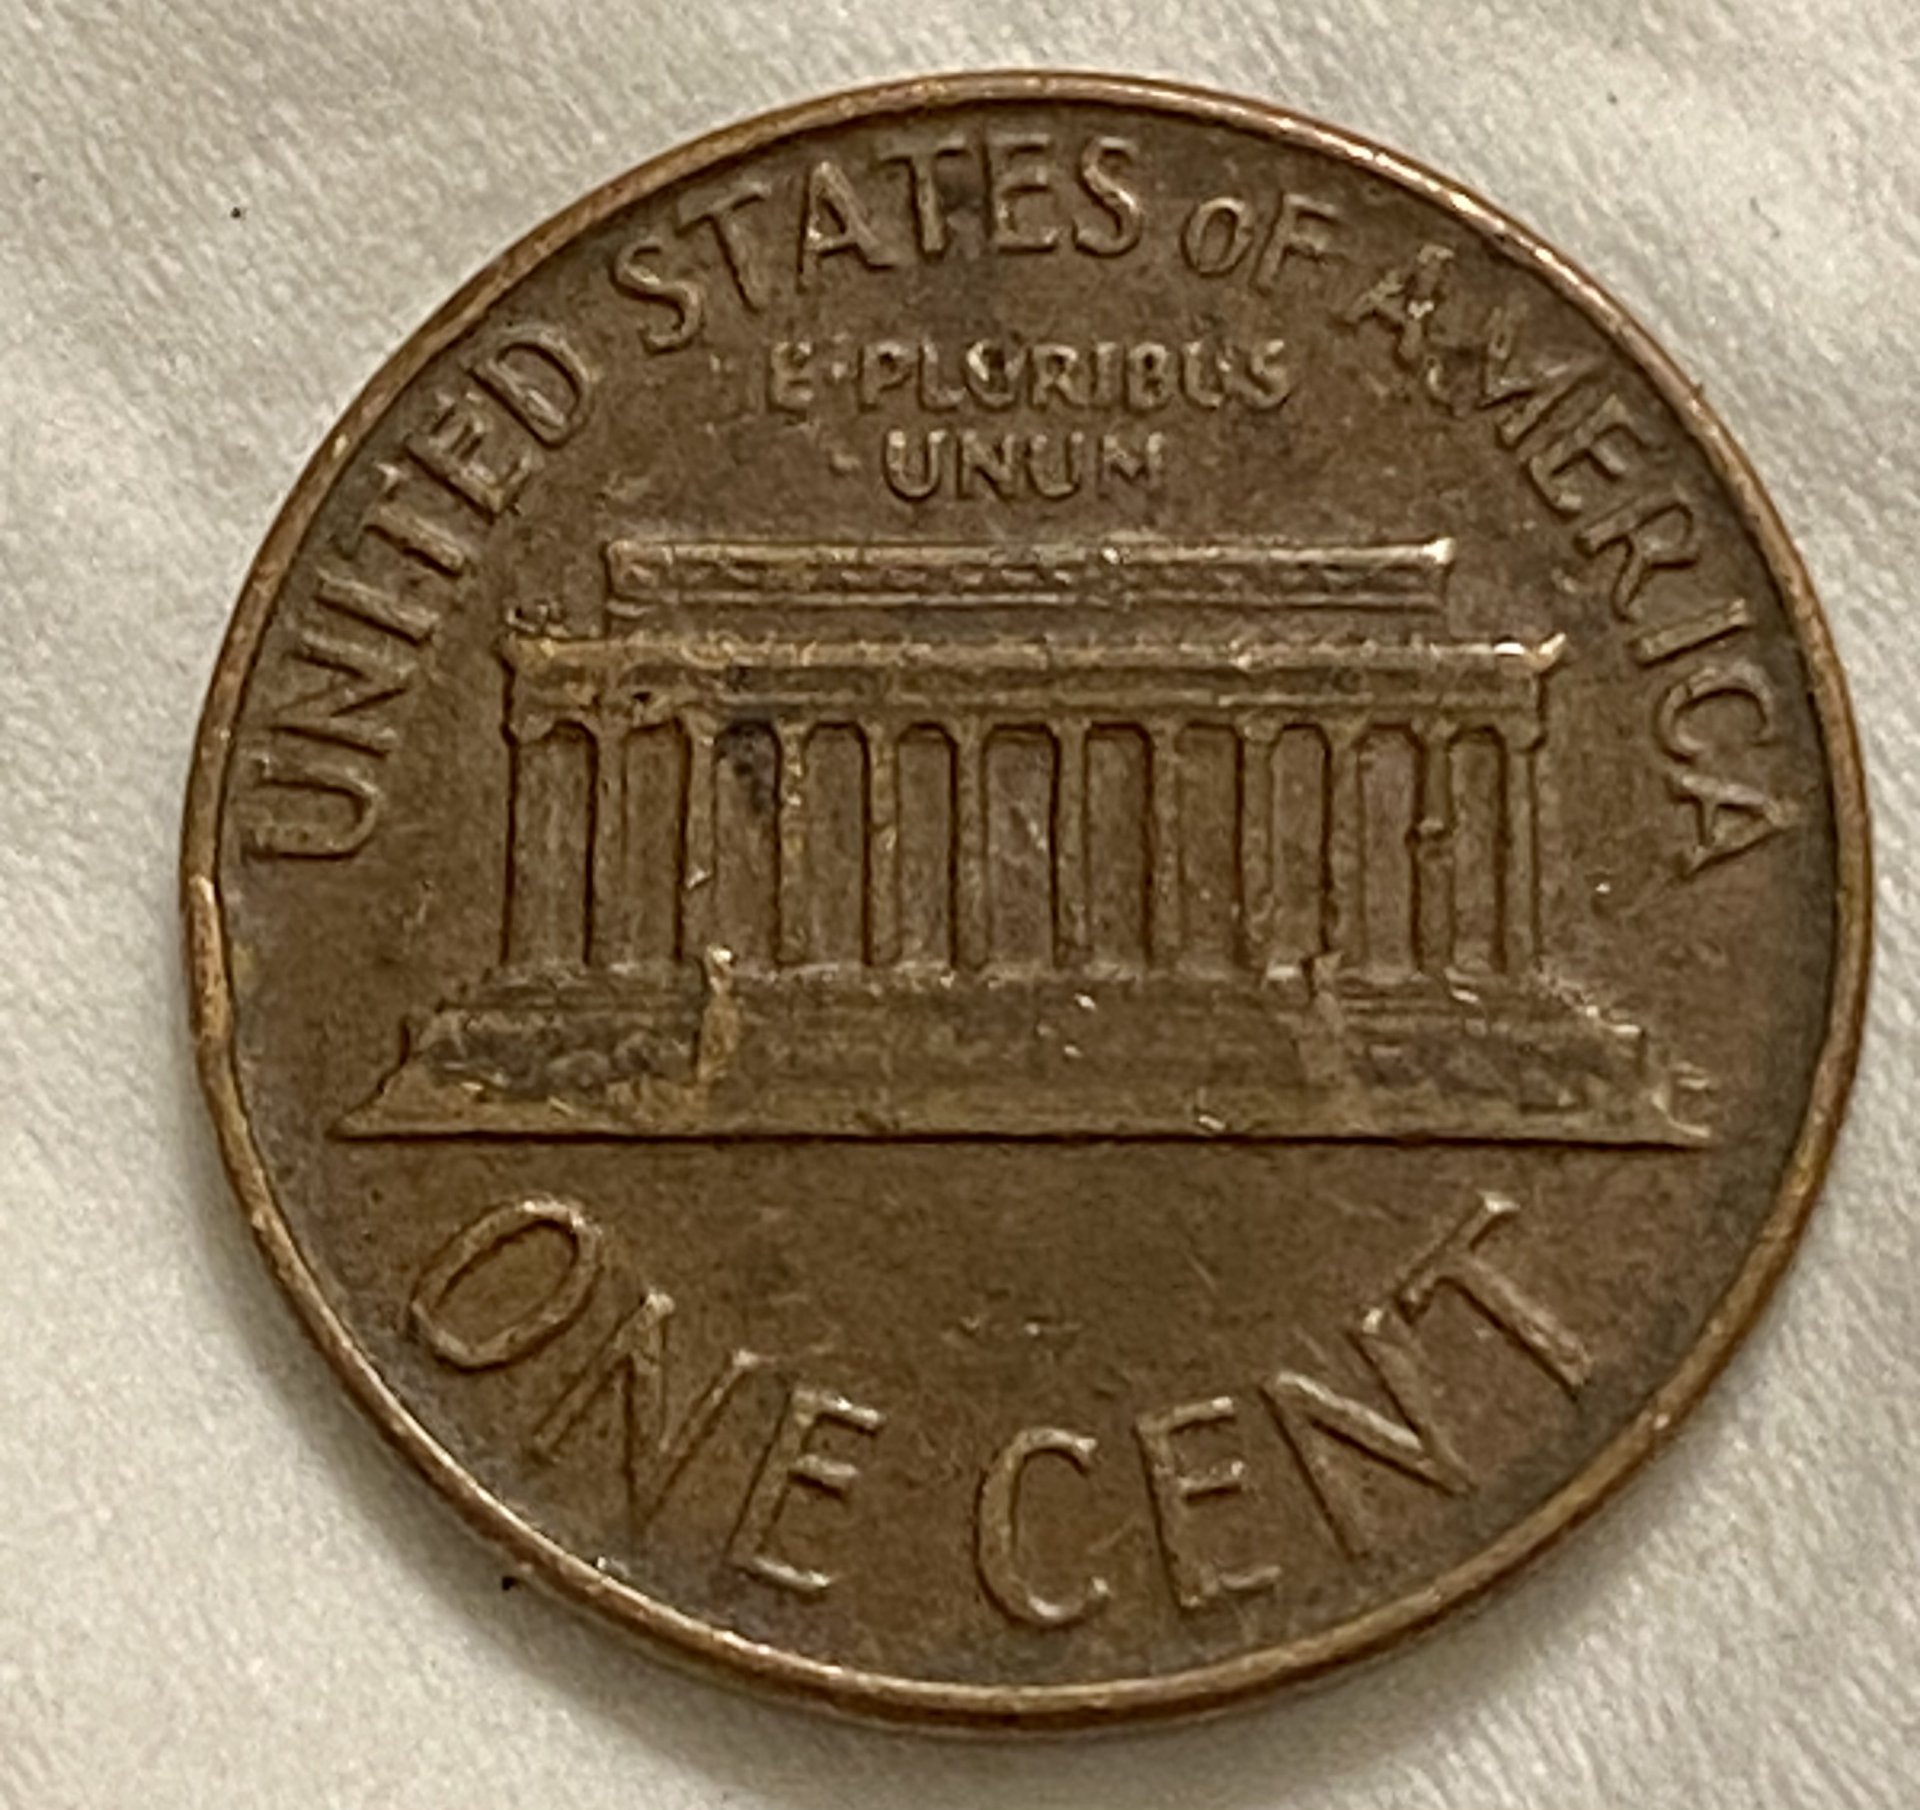 UNITED STATES OF AMERICA
E·PLURIBUS
UNUM
ONE CENT